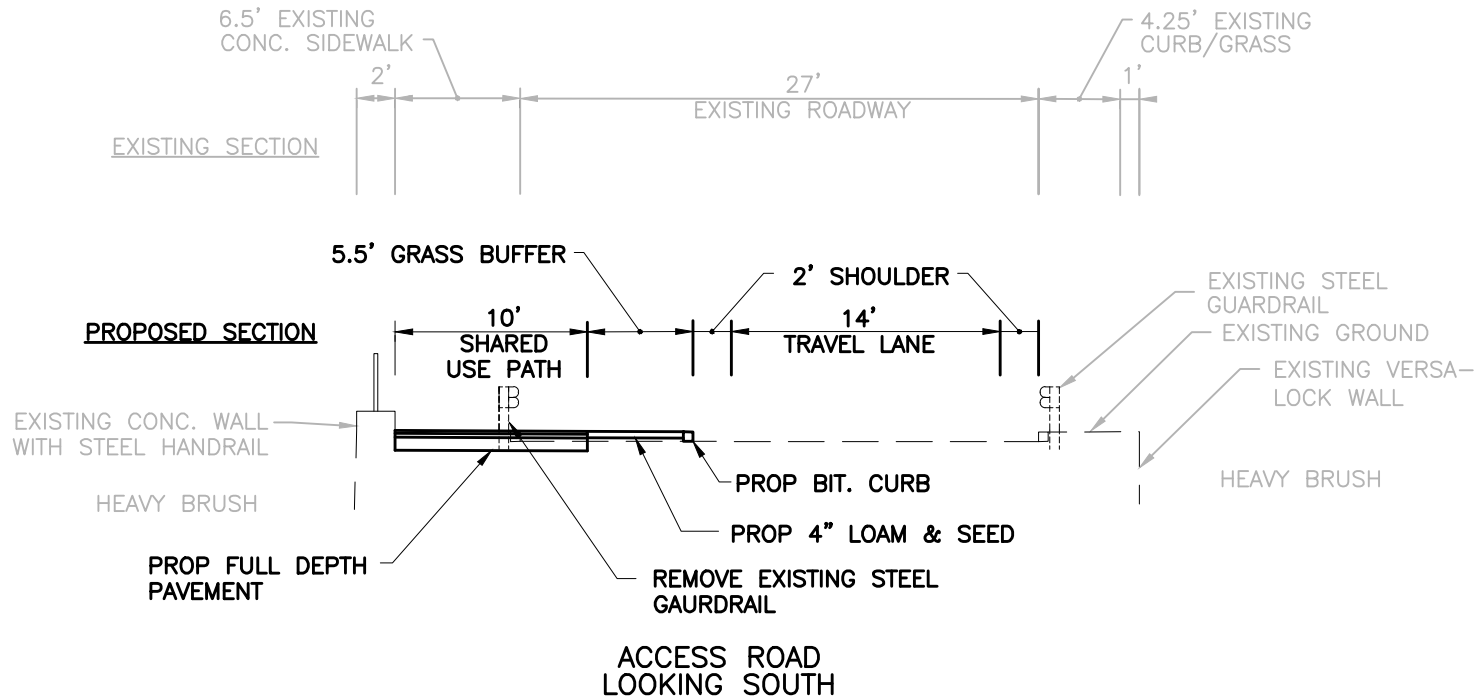 6.5' EXISTING
CONC. SIDEWALK
4.25' EXISTING
CURB/GRASS
2'
27'
1'
EXISTING ROADWAY
EXISTING SECTION
5.5' GRASS BUFFER
2' SHOULDER
EXISTING STEEL
GUARDRAIL
PROPOSED SECTION
10'
SHARED
USE PATH
14'
TRAVEL LANE
EXISTING GROUND
EXISTING VERSA-
LOCK WALL
EXISTING CONC. WALL
WITH STEEL HANDRAIL
HEAVY BRUSH
PROP BIT. CURB
HEAVY BRUSH
PROP 4" LOAM & SEED
PROP FULL DEPTH
PAVEMENT
REMOVE EXISTING STEEL
GAURDRAIL
ACCESS ROAD
LOOKING SOUTH